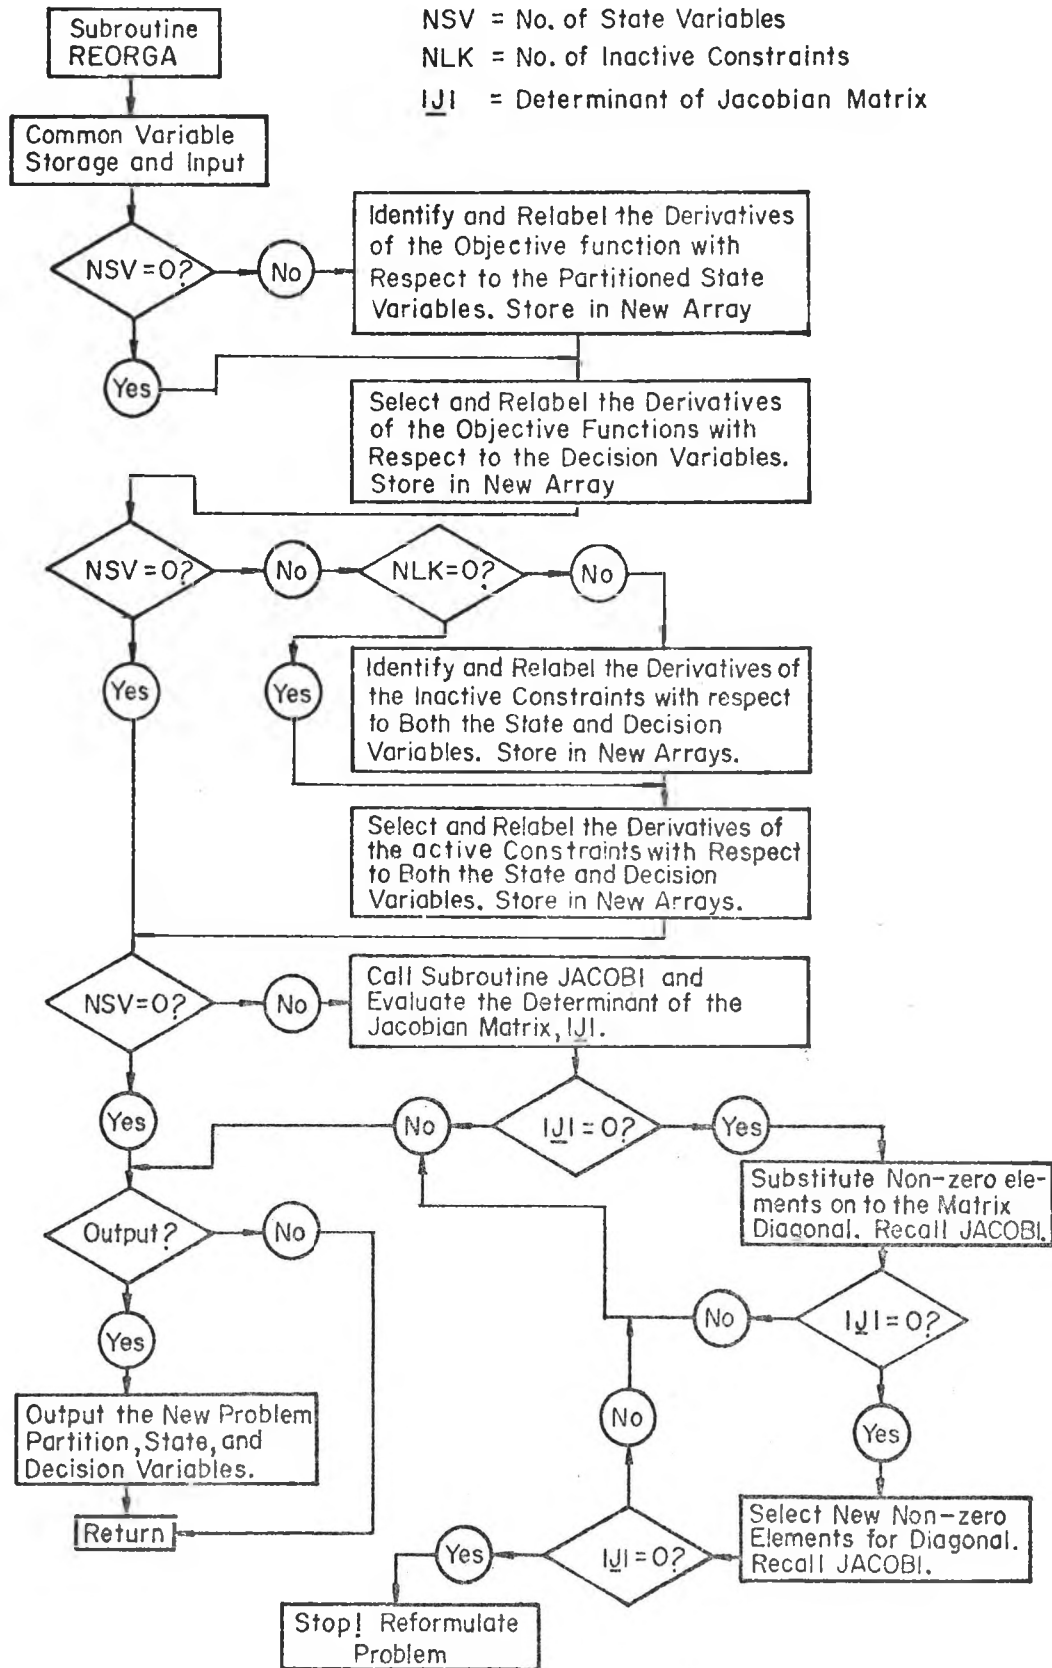 Subroutine
REORGA
NSV = No. of State Variables
NLK = No. of Inactive Constraints
|J| = Determinant of Jacobian Matrix
Common Variable
Storage and Input
NSV=O?
No
Identify and Relabel the Derivatives
of the Objective function with
Respect to the Partitioned State
Variables. Store in New Array
Yes
Select and Relabel the Derivatives
of the Objective Functions with
Respect to the Decision Variables.
Store in New Array
NSV=O?
No
NLK=O?
No
Yes
Yes
Identify and Relabel the Derivatives of
the Inactive Constraints with respect
to Both the State and Decision
Variables. Store in New Arrays.
Select and Relabel the Derivatives of
the active Constraints with Respect
to Both the State and Decision
Variables. Store in New Arrays.
NSV=O?
No
Call Subroutine JACOBI and
Evaluate the Determinant of the
Jacobian Matrix, |J|.
Yes
No
|J|=O?
Yes
Substitute Non-zero ele-
ments on to the Matrix
Diagonal. Recall JACOBI.
Output?
No
No
|J|=O?
Yes
No
Yes
Output the New Problem
Partition, State, and
Decision Variables.
Return
Select New Non-zero
Elements for Diagonal.
Recall JACOBI.
|J|=O?
Yes
Stop! Reformulate
Problem